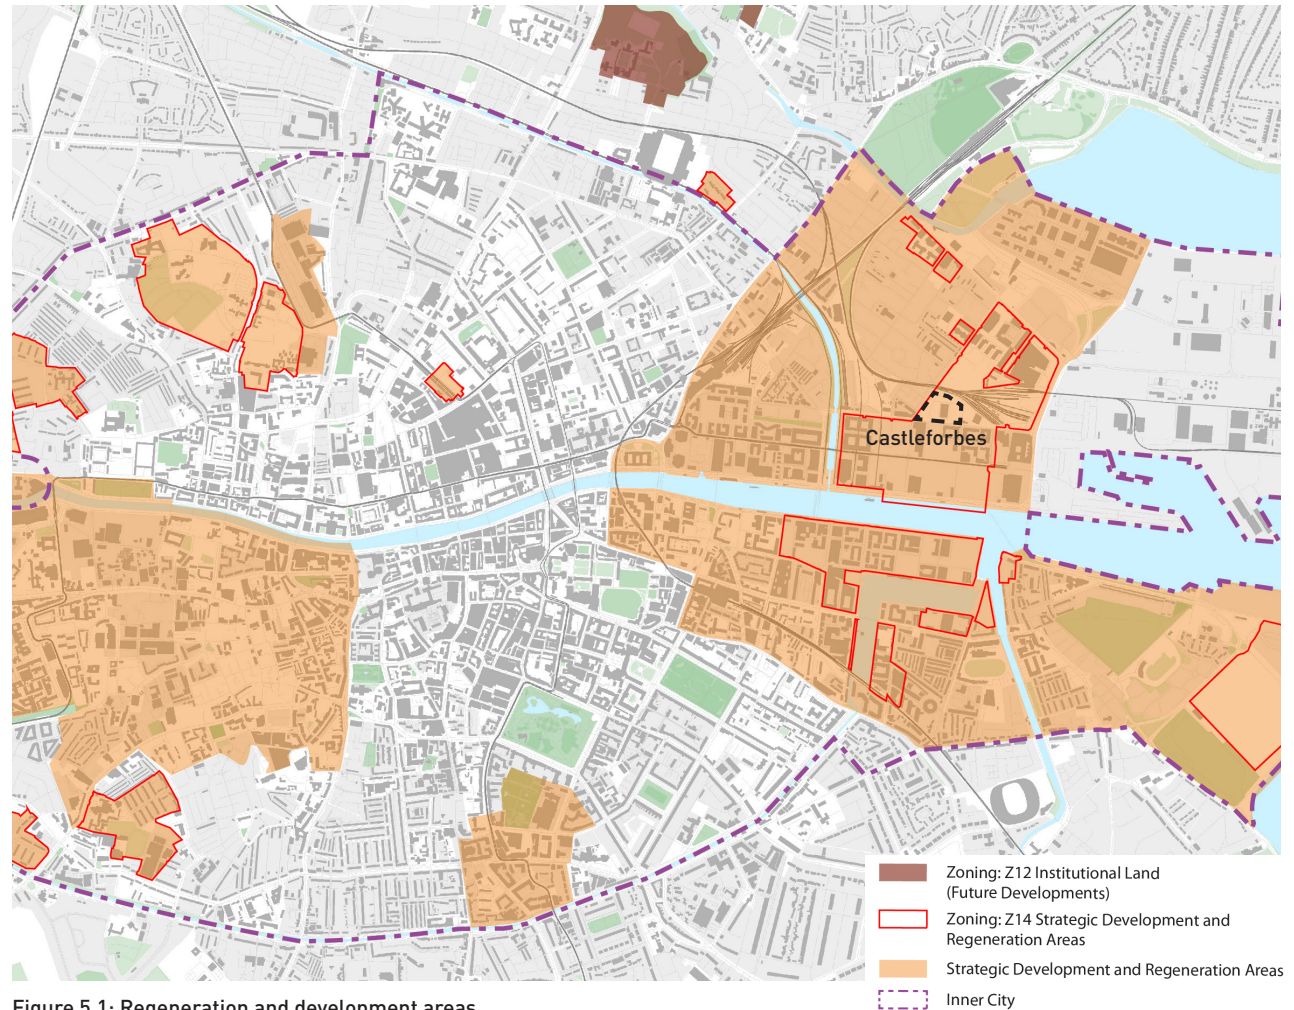 Castleforbes
Zoning: Z12 Institutional Land
(Future Developments)
Zoning: Z14 Strategic Development and
Regeneration Areas
Strategic Development and Regeneration Areas
Inner City
Figure 5.1: Regeneration and development areas